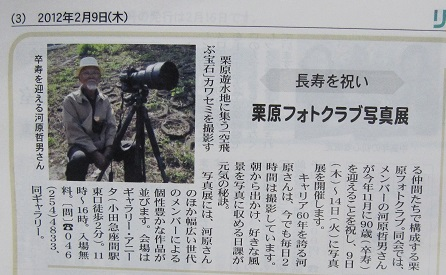 (3) 2012年2月9日(木)
リ
長寿を祝い
栗原フォトクラブ写真展
栗原遊水地に集う“空飛
ぶ宝石”カワセミを撮影す
る仲間たちで構成する栗
原フォトクラブ。同会では、
メンバーの河原哲男さん
が今年11月に90歳(卒寿)
を迎えることを祝し、9日
(木)〜14日(火)に写真
展を開催します。
キャリア60年を誇る河
原さんは、今でも毎日2
時間は撮影しています。
朝から出かけ、好きな風
景を写真に収める日課が
元気の秘訣。
写真展には、河原さん
のほか幅広い世代
のメンバーによる
個性豊かな作品が
並びます。会場は
ギャラリー・アニー
タ(小田急座間駅
東口徒歩2分)。11
時〜16時。入場無
料。[問]☎046
(254)4833、
同ギャラリー。
卒寿を迎える河原哲男さん